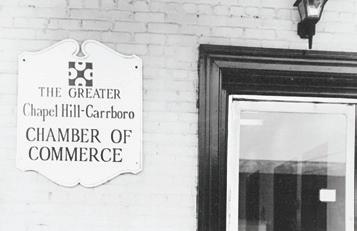 THE GREATER
Chapel Hill-Carrboro
CHAMBER OF
COMMERCE